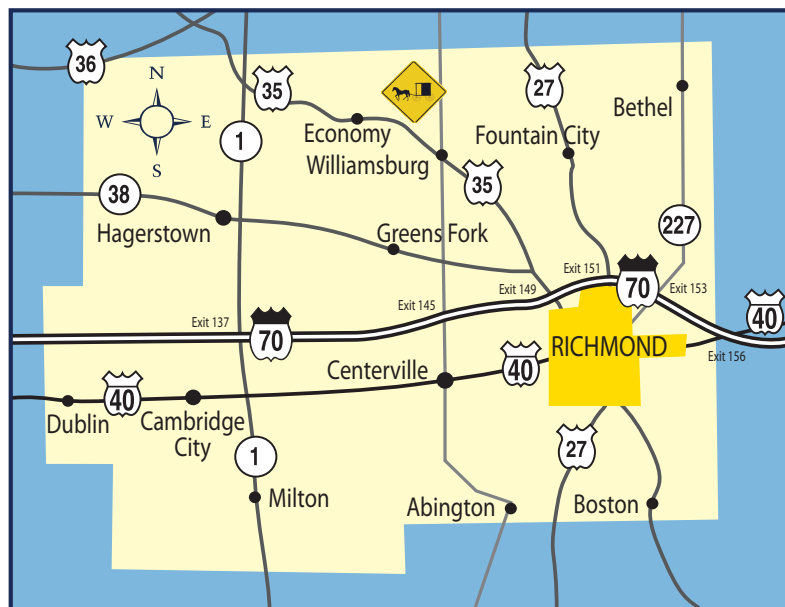 36
N
W
E
S
35
1
27
Bethel
Economy
Fountain City
Williamsburg
35
38
Hagerstown
Greens Fork
227
Exit 151
70
Exit 153
Exit 149
Exit 145
Exit 137
70
40
RICHMOND
Exit 156
Centerville
40
40
Dublin
Cambridge
City
27
1
Milton
Abington
Boston